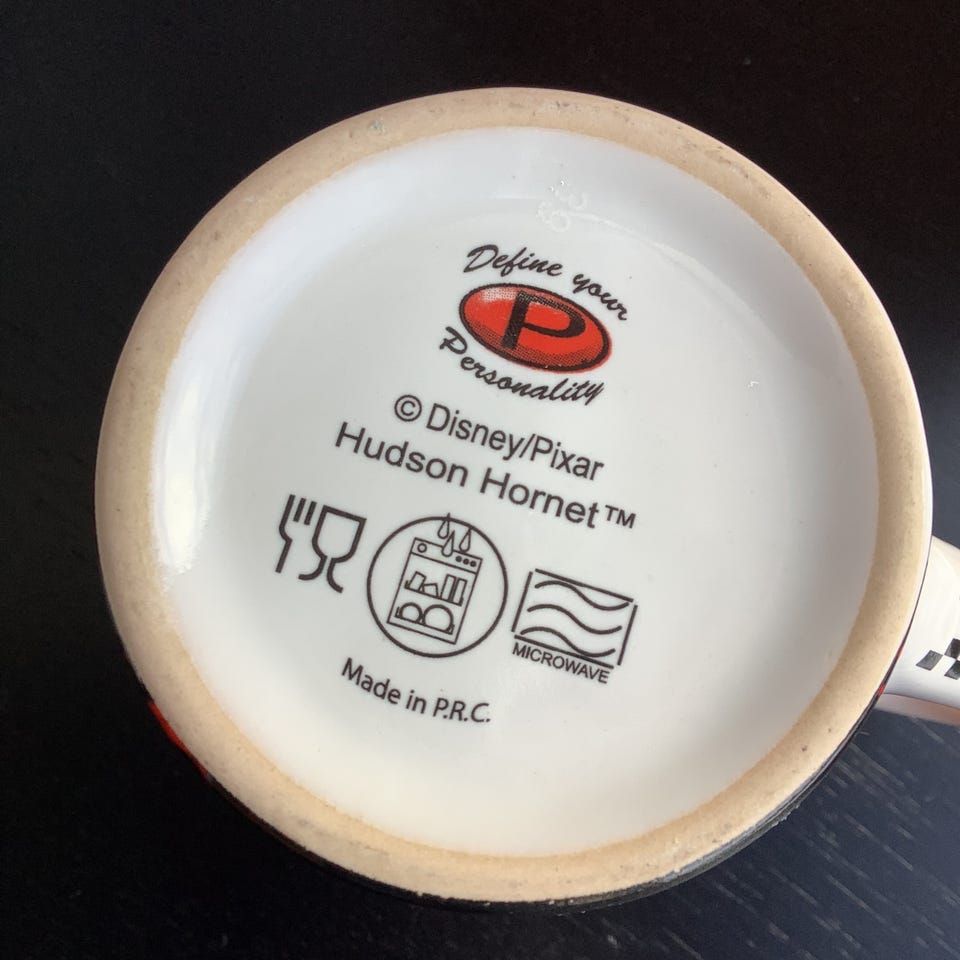 Define your
P
Personality
© Disney/Pixar
Hudson Hornet™
MICROWAVE
Made in P.R.C.